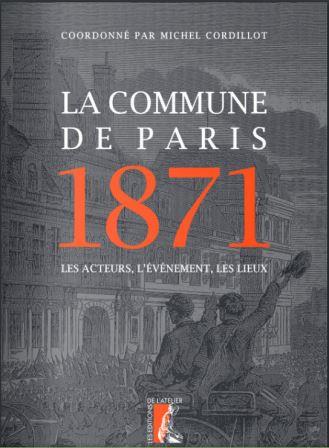 COORDONNÉ PAR MICHEL CORDILLOT
LA COMMUNE
DE PARIS
1871
LES ACTEURS, L'ÉVÉNEMENT, LES LIEUX
LES ÉDITIONS
DE L'ATELIER